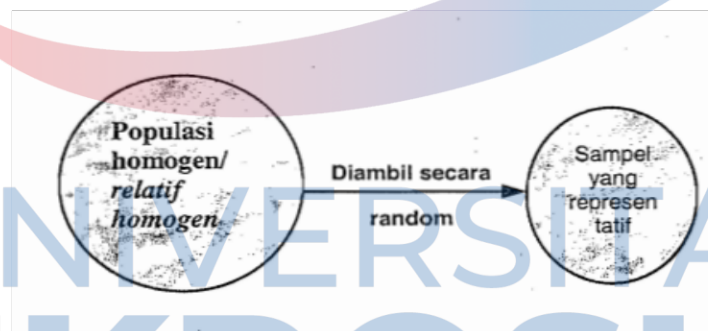 Populasi
homogen/
relatif
homogen
Diambil secara
random
Sampel
yang
represen
tatif
NIVERSITA